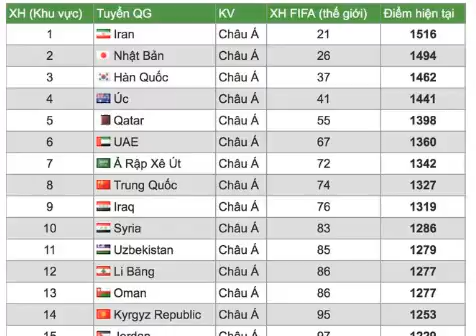 XH (Khu vực) Tuyển QG KV XH FIFA (thế giới) Điểm hiện tại
1 Iran Châu Á 21 1516
2 Nhật Bản Châu Á 26 1494
3 Hàn Quốc Châu Á 37 1462
4 Úc Châu Á 41 1441
5 Qatar Châu Á 55 1398
6 UAE Châu Á 67 1360
7 Ả Rập Xê Út Châu Á 72 1342
8 Trung Quốc Châu Á 74 1327
9 Iraq Châu Á 76 1319
10 Syria Châu Á 83 1286
11 Uzbekistan Châu Á 85 1279
12 Li Băng Châu Á 86 1277
13 Oman Châu Á 86 1277
14 Kyrgyz Republic Châu Á 95 1253
15 Jordan Châu Á 97